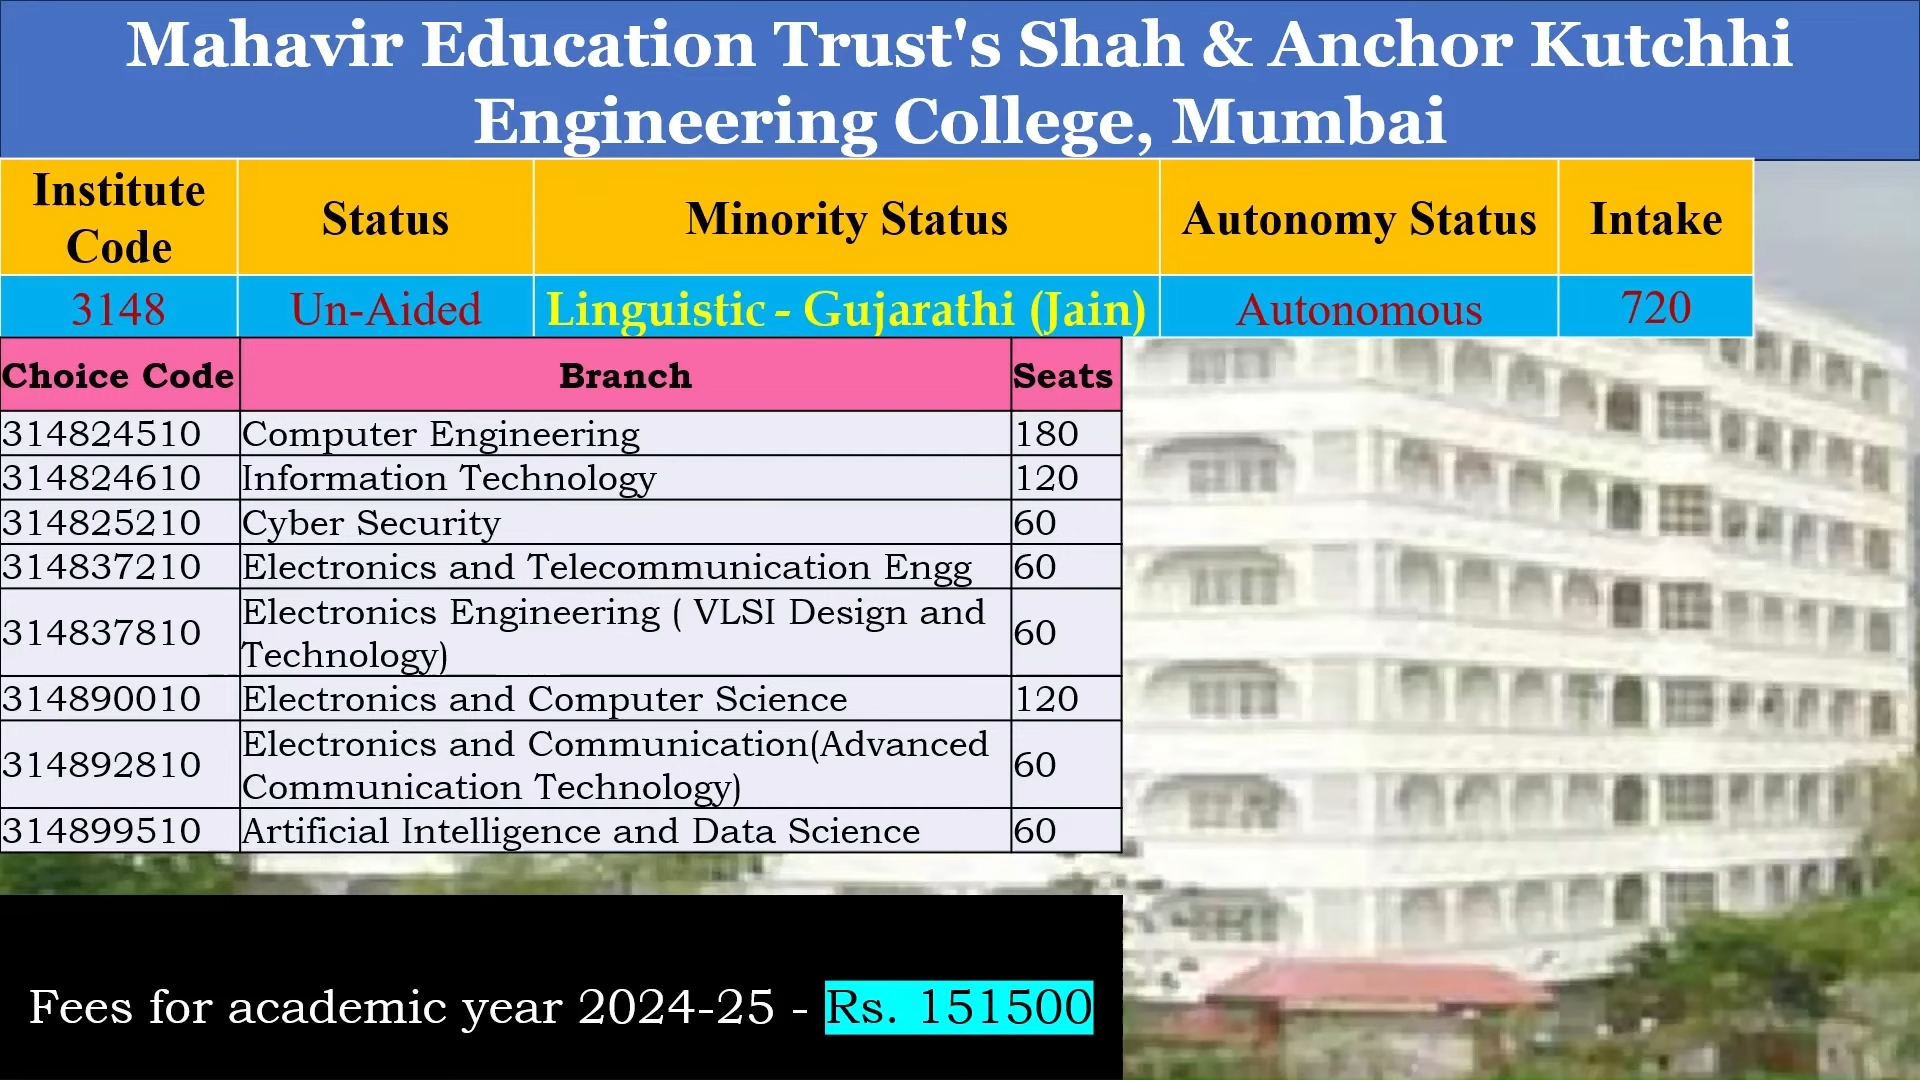 Mahavir Education Trust's Shah & Anchor Kutchhi
Engineering College, Mumbai
Institute Code Status Minority Status Autonomy Status Intake
3148 Un-Aided Linguistic - Gujarathi (Jain) Autonomous 720
Choice Code Branch Seats
314824510 Computer Engineering 180
314824610 Information Technology 120
314825210 Cyber Security 60
314837210 Electronics and Telecommunication Engg 60
314837810 Electronics Engineering ( VLSI Design and Technology) 60
314890010 Electronics and Computer Science 120
314892810 Electronics and Communication(Advanced Communication Technology) 60
314899510 Artificial Intelligence and Data Science 60
Fees for academic year 2024-25 - Rs. 151500